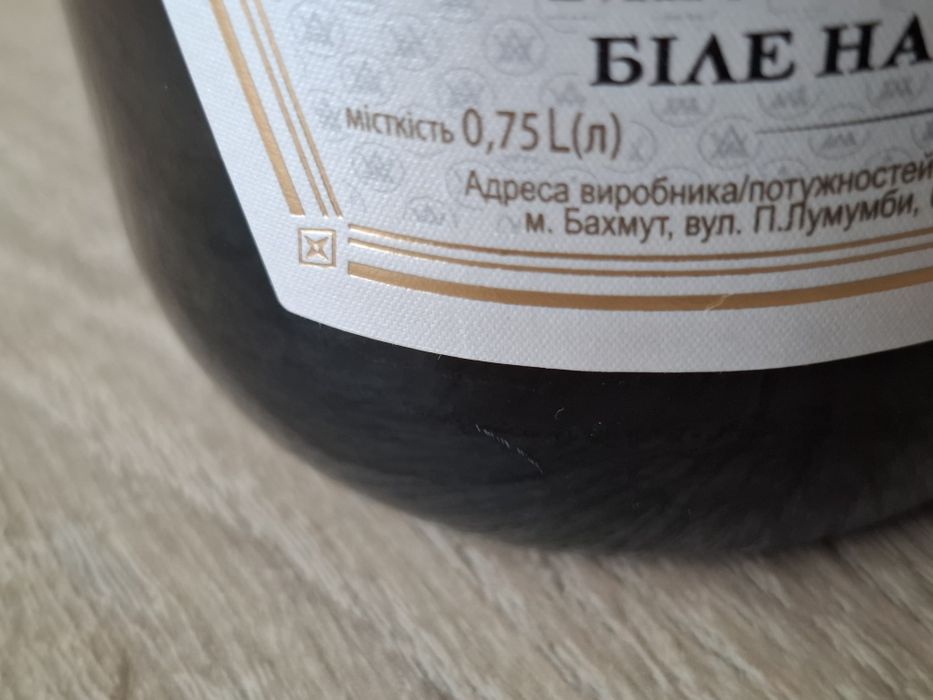 БІЛЕ НА
місткість 0,75 L(л)
Адреса виробника/потужностей
м. Бахмут, вул. П.Лумумби,